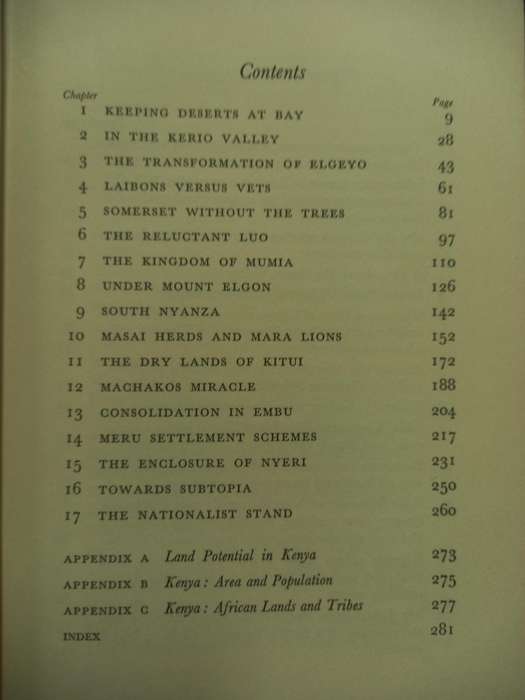 Contents
Chapter Page
1 KEEPING DESERTS AT BAY 9
2 IN THE KERIO VALLEY 28
3 THE TRANSFORMATION OF ELGEYO 43
4 LAIBONS VERSUS VETS 61
5 SOMERSET WITHOUT THE TREES 81
6 THE RELUCTANT LUO 97
7 THE KINGDOM OF MUMIA 110
8 UNDER MOUNT ELGON 126
9 SOUTH NYANZA 142
10 MASAI HERDS AND MARA LIONS 152
11 THE DRY LANDS OF KITUI 172
12 MACHAKOS MIRACLE 188
13 CONSOLIDATION IN EMBU 204
14 MERU SETTLEMENT SCHEMES 217
15 THE ENCLOSURE OF NYERI 231
16 TOWARDS SUBTOPIA 250
17 THE NATIONALIST STAND 260
APPENDIX A Land Potential in Kenya 273
APPENDIX B Kenya: Area and Population 275
APPENDIX C Kenya: African Lands and Tribes 277
INDEX 281